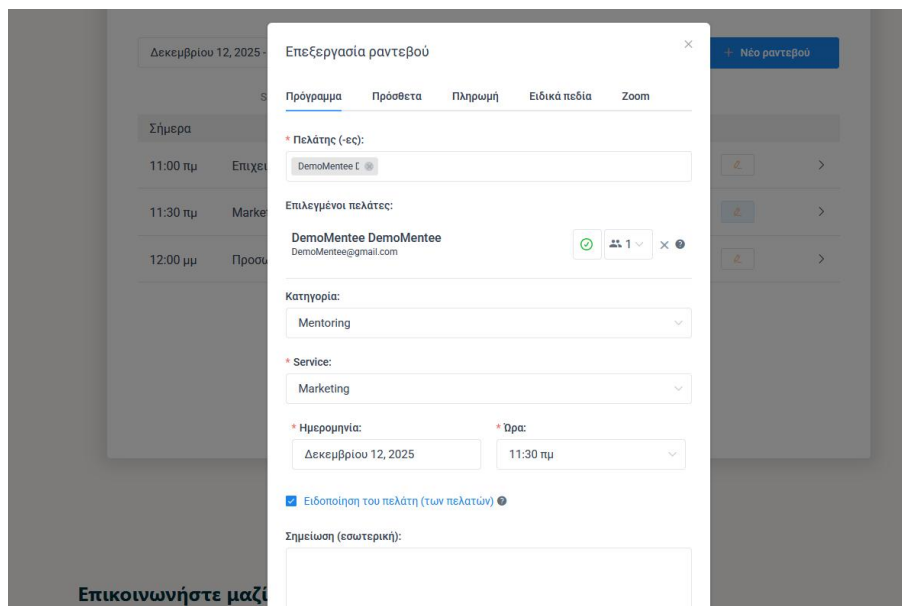 Δεκεμβρίου 12, 2025 -
+ Νέο ραντεβού
S
Σήμερα
11:00 πμ
11:30 πμ
12:00 μμ
Επεξεργασία ραντεβού
Πρόγραμμα Πρόσθετα Πληρωμή Ειδικά πεδία Zoom
* Πελάτης (-ες):
DemoMentee
Επιλεγμένοι πελάτες:
DemoMentee DemoMentee
DemoMentee@gmail.com
1
Κατηγορία:
Mentoring
* Service:
Marketing
* Ημερομηνία: * Ώρα:
Δεκεμβρίου 12, 2025 11:30 πμ
Ειδοποίηση του πελάτη (των πελατών)
Σημείωση (εσωτερική):
Επικοινωνήστε μαζί